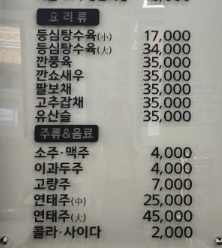 요리류
등심탕수육(小) 17,000
등심탕수육(大) 34,000
깐풍육 35,000
깐쇼새우 35,000
팔보채 35,000
고추잡채 35,000
유산슬 35,000
주류&음료
소주·맥주 4,000
이과두주 4,000
고량주 7,000
연태주(中) 25,000
연태주(大) 45,000
콜라·사이다 2,000